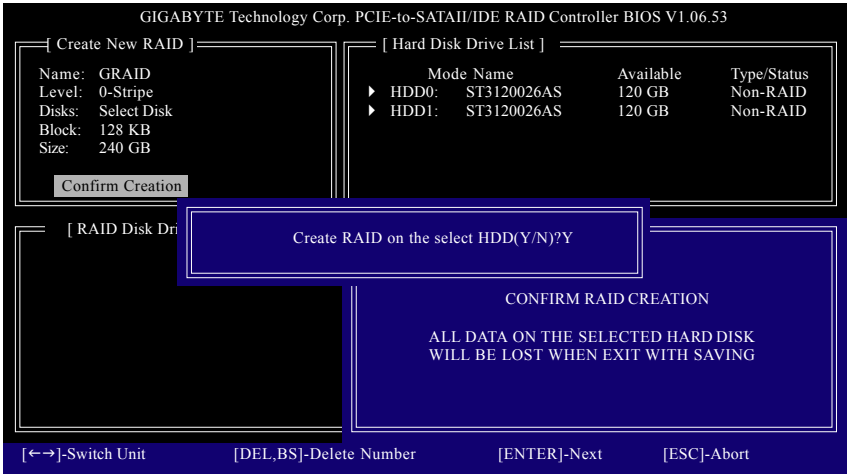 GIGABYTE Technology Corp. PCIE-to-SATAII/IDE RAID Controller BIOS V1.06.53
[ Create New RAID ]
Name: GRAID
Level: 0-Stripe
Disks: Select Disk
Block: 128 KB
Size: 240 GB
Confirm Creation
[ Hard Disk Drive List ]
Mode Name Available Type/Status
HDD0: ST3120026AS 120 GB Non-RAID
HDD1: ST3120026AS 120 GB Non-RAID
[ RAID Disk Dri
Create RAID on the select HDD(Y/N)?Y
CONFIRM RAID CREATION
ALL DATA ON THE SELECTED HARD DISK
WILL BE LOST WHEN EXIT WITH SAVING
[←→]-Switch Unit [DEL,BS]-Delete Number [ENTER]-Next [ESC]-Abort